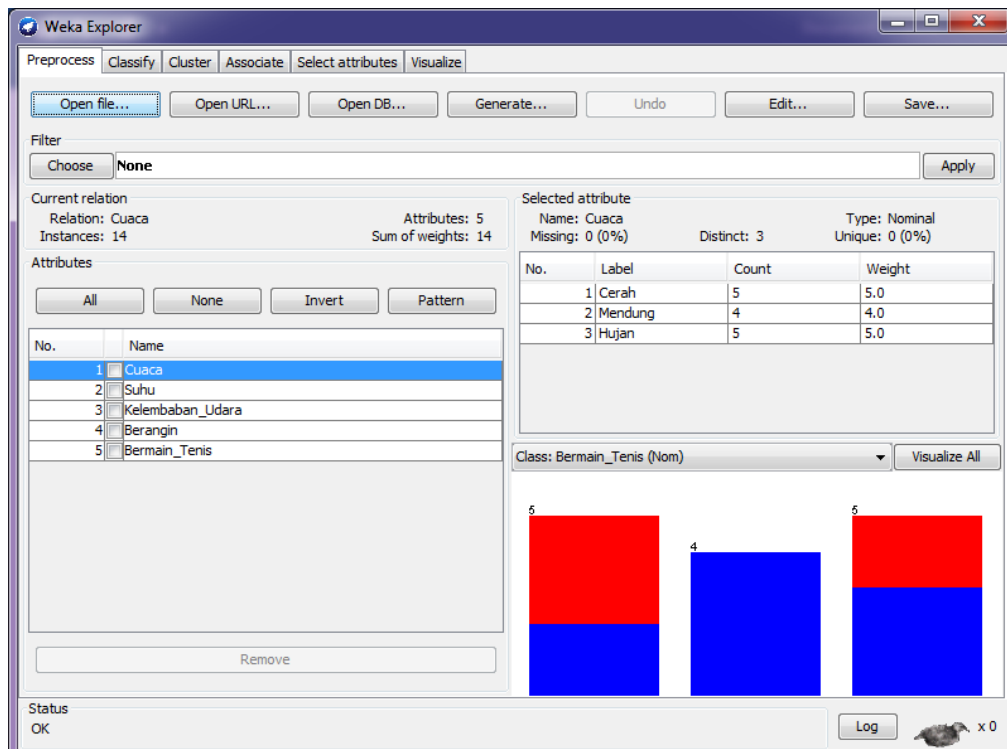 Weka Explorer
Preprocess Classify Cluster Associate Select attributes Visualize
Open file... Open URL... Open DB... Generate... Undo Edit... Save...
Filter
Choose None Apply
Current relation
Relation: Cuaca Attributes: 5
Instances: 14 Sum of weights: 14
Attributes
All None Invert Pattern
No. Name
1 Cuaca
2 Suhu
3 Kelembaban_Udara
4 Berangin
5 Bermain_Tenis
Remove
Selected attribute
Name: Cuaca Type: Nominal
Missing: 0 (0%) Distinct: 3 Unique: 0 (0%)
No. Label Count Weight
1 Cerah 5 5.0
2 Mendung 4 4.0
3 Hujan 5 5.0
Class: Bermain_Tenis (Nom) Visualize All
5 4 5
Status
OK Log x 0